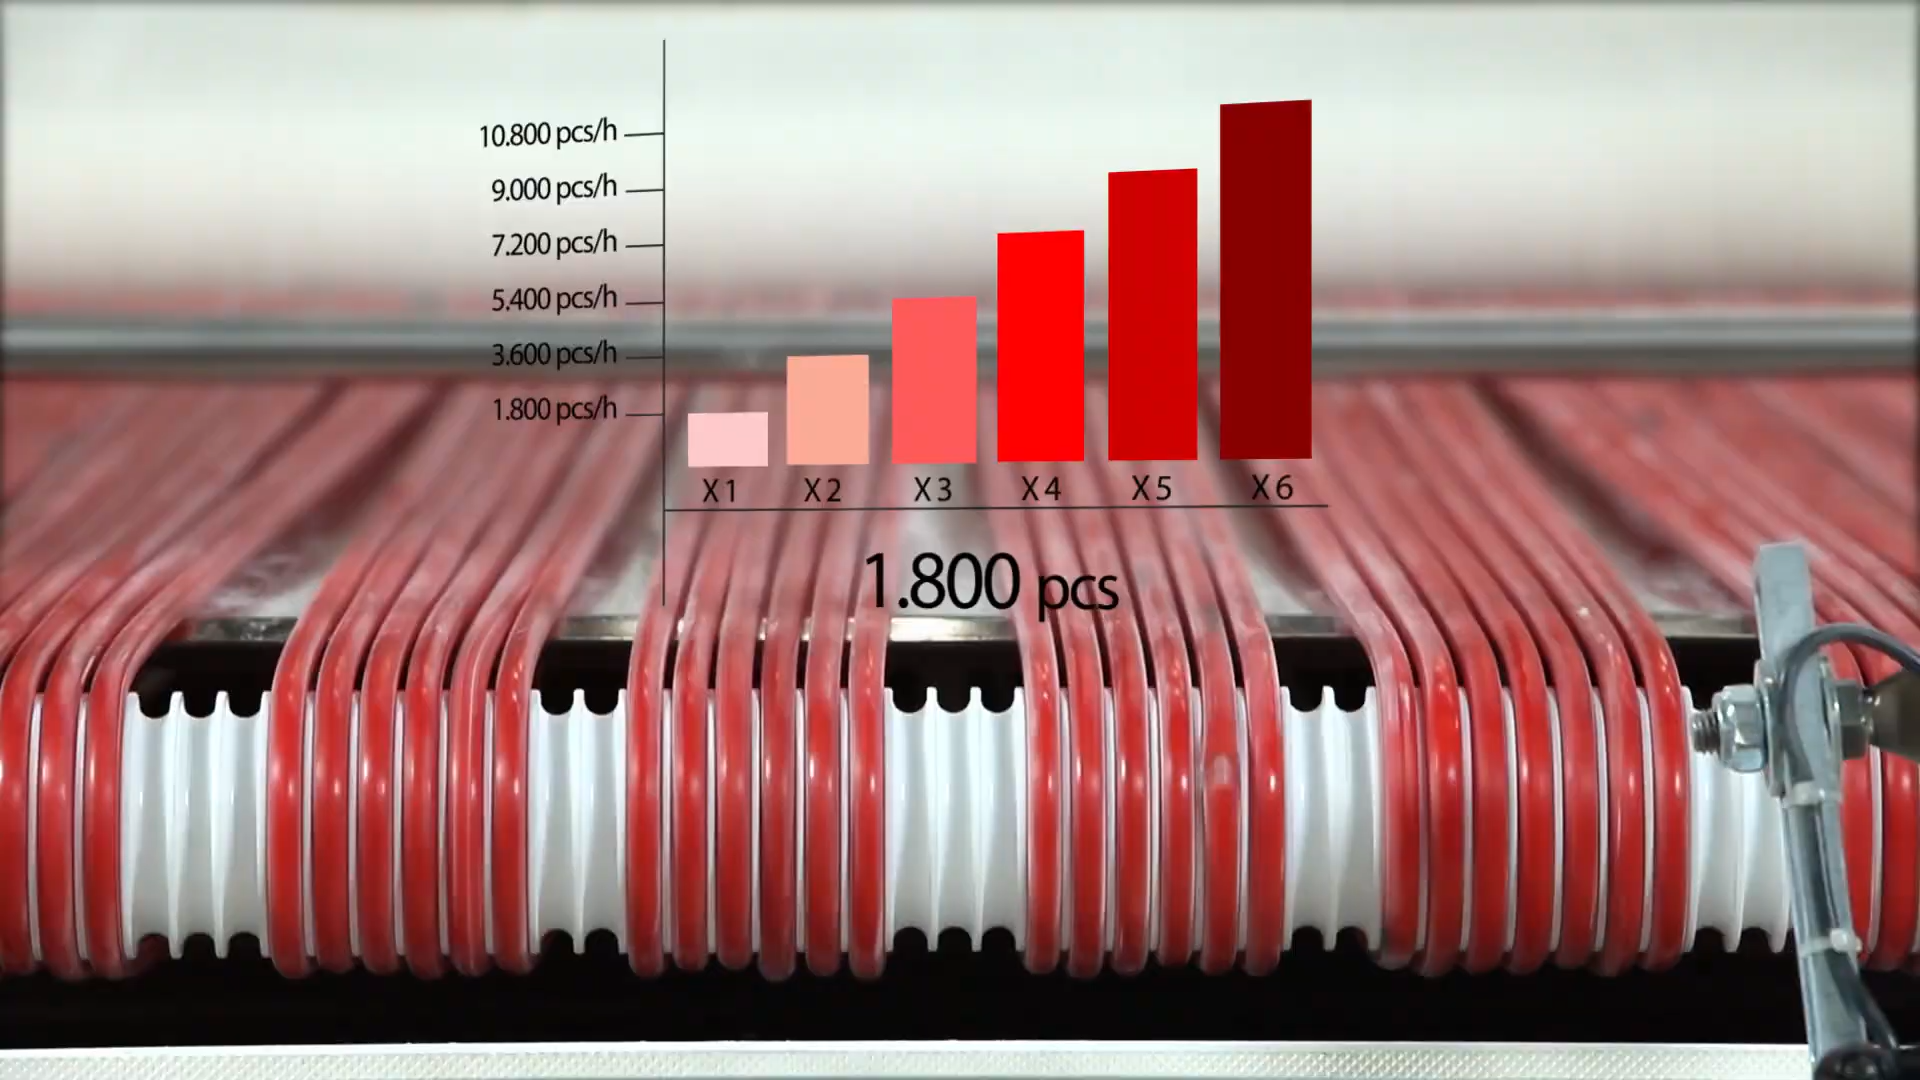 10.800 pcs/h
9.000 pcs/h
7.200 pcs/h
5.400 pcs/h
3.600 pcs/h
1.800 pcs/h
X1 X2 X3 X4 X5 X6
1.800 pcs